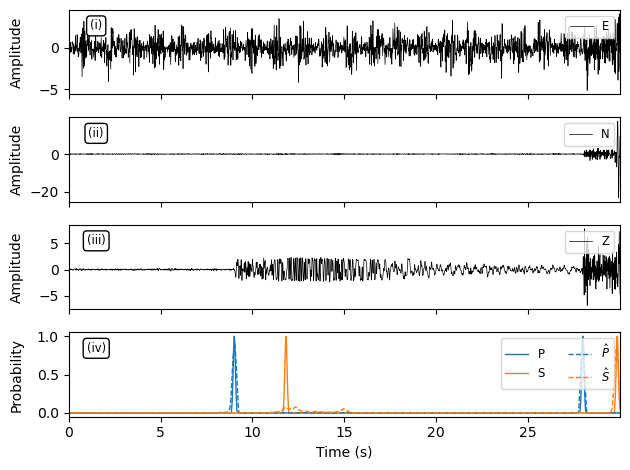 Amplitude
(i)
E
0
−5
Amplitude
(ii)
N
0
−20
Amplitude
(iii)
Z
5
0
−5
Probability
(iv)
P
S
P̂
Ŝ
1.0
0.5
0.0
0 5 10 15 20 25
Time (s)